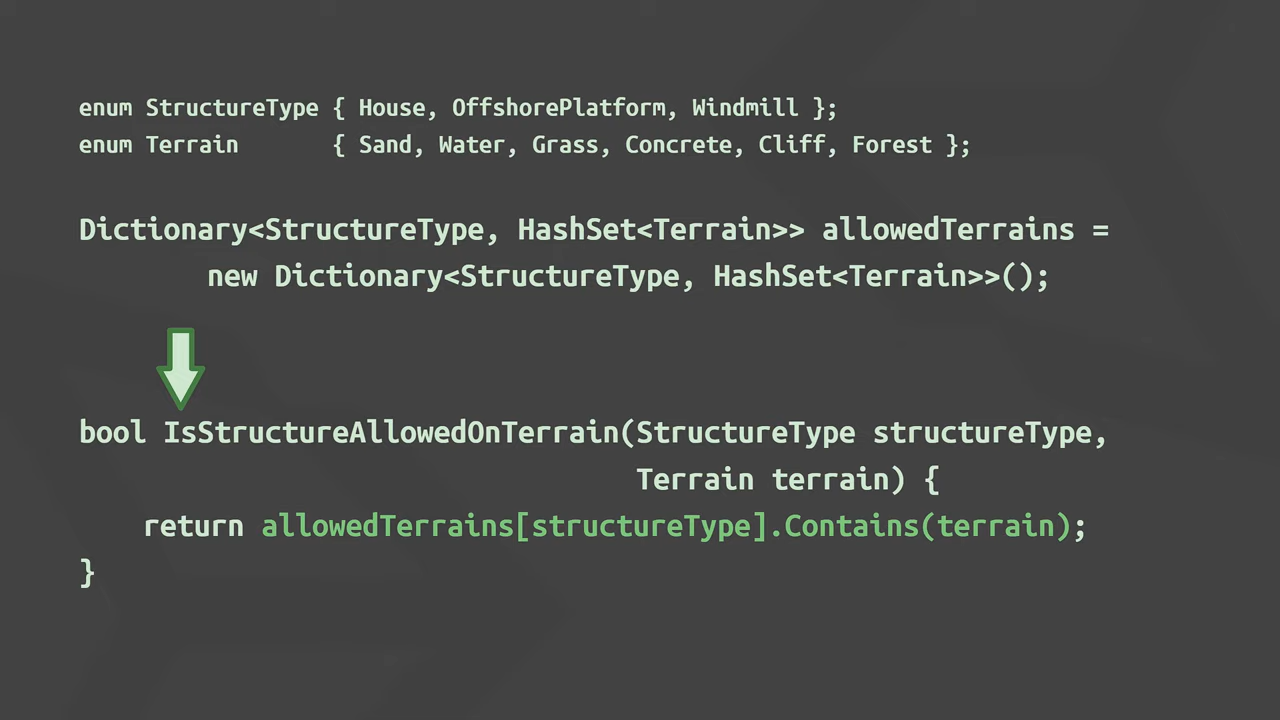 enum StructureType { House, OffshorePlatform, Windmill };
enum Terrain       { Sand, Water, Grass, Concrete, Cliff, Forest };
Dictionary<StructureType, HashSet<Terrain>> allowedTerrains =
new Dictionary<StructureType, HashSet<Terrain>>();
bool IsStructureAllowedOnTerrain(StructureType structureType,
Terrain terrain) {
return allowedTerrains[structureType].Contains(terrain);
}